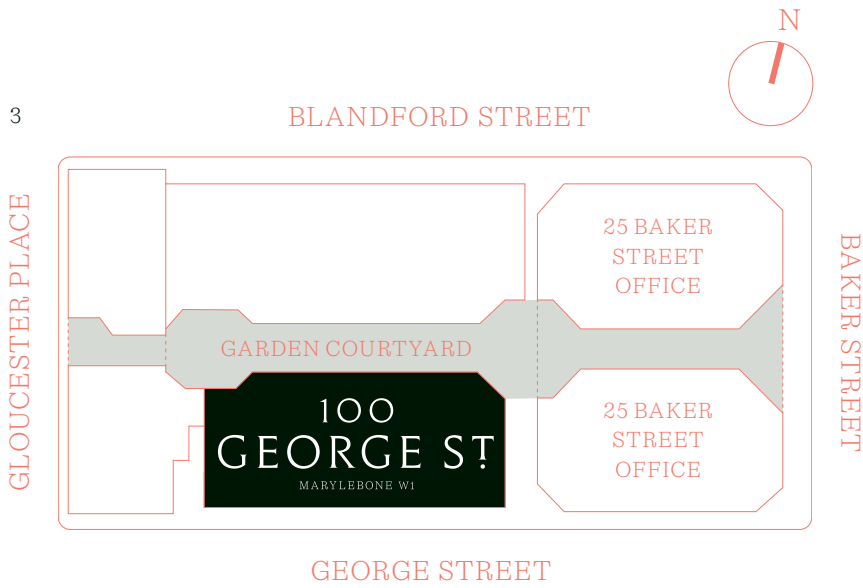 N
3
BLANDFORD STREET
GLOUCESTER PLACE
25 BAKER
STREET
OFFICE
BAKER STREET
GARDEN COURTYARD
100
GEORGE ST
MARYLEBONE W1
25 BAKER
STREET
OFFICE
GEORGE STREET